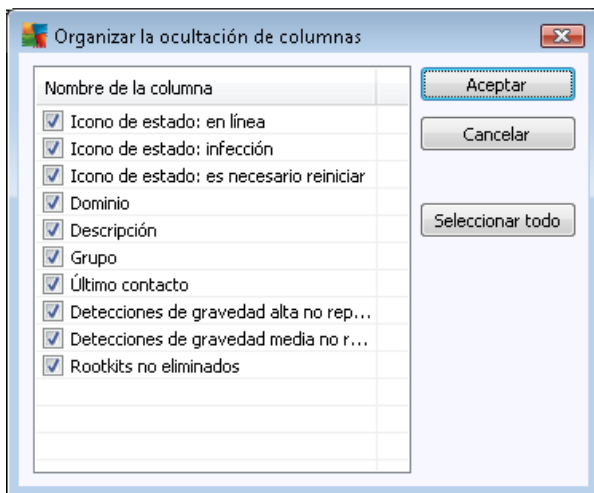 Organizar la ocultación de columnas
Nombre de la columna
Aceptar
Icono de estado: en línea
Icono de estado: infección
Cancelar
Icono de estado: es necesario reiniciar
Dominio
Descripción
Seleccionar todo
Grupo
Último contacto
Detecciones de gravedad alta no rep...
Detecciones de gravedad media no r...
Rootkits no eliminados